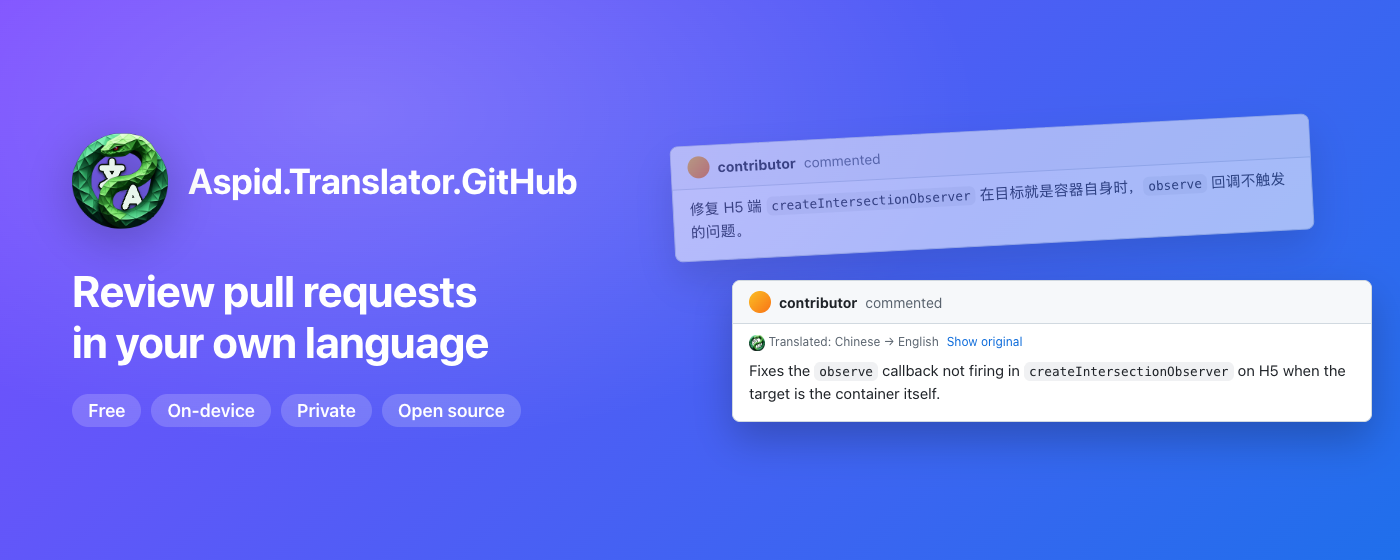 文
A
Aspid.Translator.GitHub
Review pull requests
in your own language
Free
On-device
Private
Open source
contributor commented
修复 H5 端 createIntersectionObserver 在目标就是容器自身时，observe 回调不触发
的问题。
contributor commented
Translated: Chinese → English Show original
Fixes the observe callback not firing in createIntersectionObserver on H5 when the
target is the container itself.